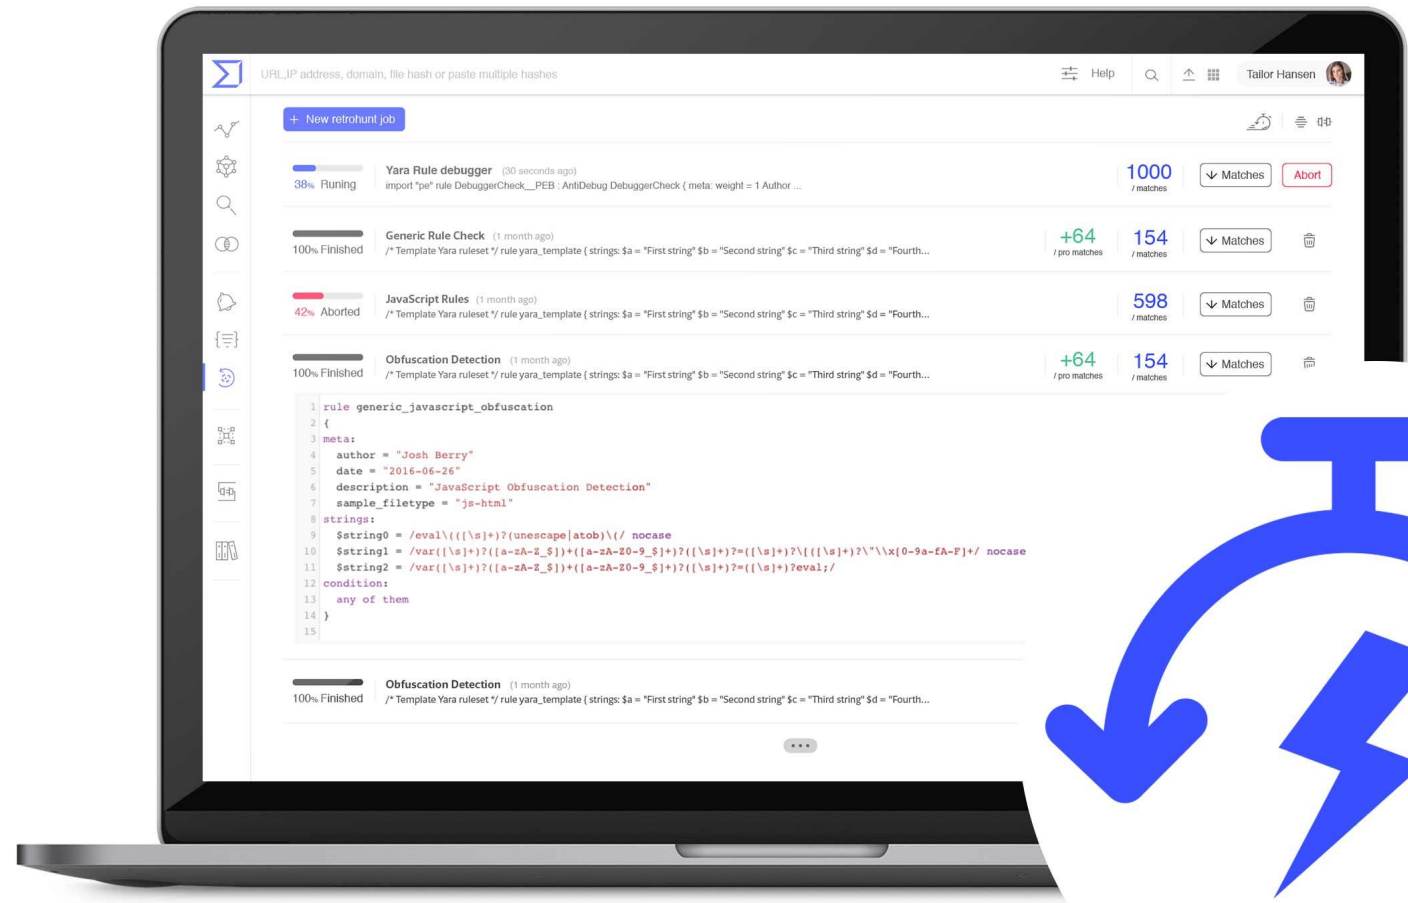 URL,IP address, domain, file hash or paste multiple hashes
Help
Tailor Hansen
+ New retrohunt job
38% Runing
Yara Rule debugger (30 seconds ago)
import "pe" rule DebuggerCheck__PEB : AntiDebug DebuggerCheck { meta: weight = 1 Author ...
1000
/ matches
Matches
Abort
100% Finished
Generic Rule Check (1 month ago)
/* Template Yara ruleset */ rule yara_template { strings: $a = "First string" $b = "Second string" $c = "Third string" $d = "Fourth...
+64
/ pro matches
154
/ matches
Matches
42% Aborted
JavaScript Rules (1 month ago)
/* Template Yara ruleset */ rule yara_template { strings: $a = "First string" $b = "Second string" $c = "Third string" $d = "Fourth...
598
/ matches
Matches
100% Finished
Obfuscation Detection (1 month ago)
/* Template Yara ruleset */ rule yara_template { strings: $a = "First string" $b = "Second string" $c = "Third string" $d = "Fourth...
+64
/ pro matches
154
/ matches
Matches
1 rule generic_javascript_obfuscation
2 {
3 meta:
4 author = "Josh Berry"
5 date = "2016-06-26"
6 description = "JavaScript Obfuscation Detection"
7 sample_filetype = "js-html"
8 strings:
9 $string0 = /eval\(([\s]+)?(unescape|atob)\(/ nocase
10 $string1 = /var([\s]+)?([a-zA-Z_$])+([a-zA-Z0-9_$]+)?([\s]+)?=([\s]+)?\[([\s]+)?\"\\x[0-9a-fA-F]+/ nocase
11 $string2 = /var([\s]+)?([a-zA-Z_$])+([a-zA-Z0-9_$]+)?([\s]+)?=([\s]+)?eval;/
12 condition:
13 any of them
14 }
15
100% Finished
Obfuscation Detection (1 month ago)
/* Template Yara ruleset */ rule yara_template { strings: $a = "First string" $b = "Second string" $c = "Third string" $d = "Fourth...